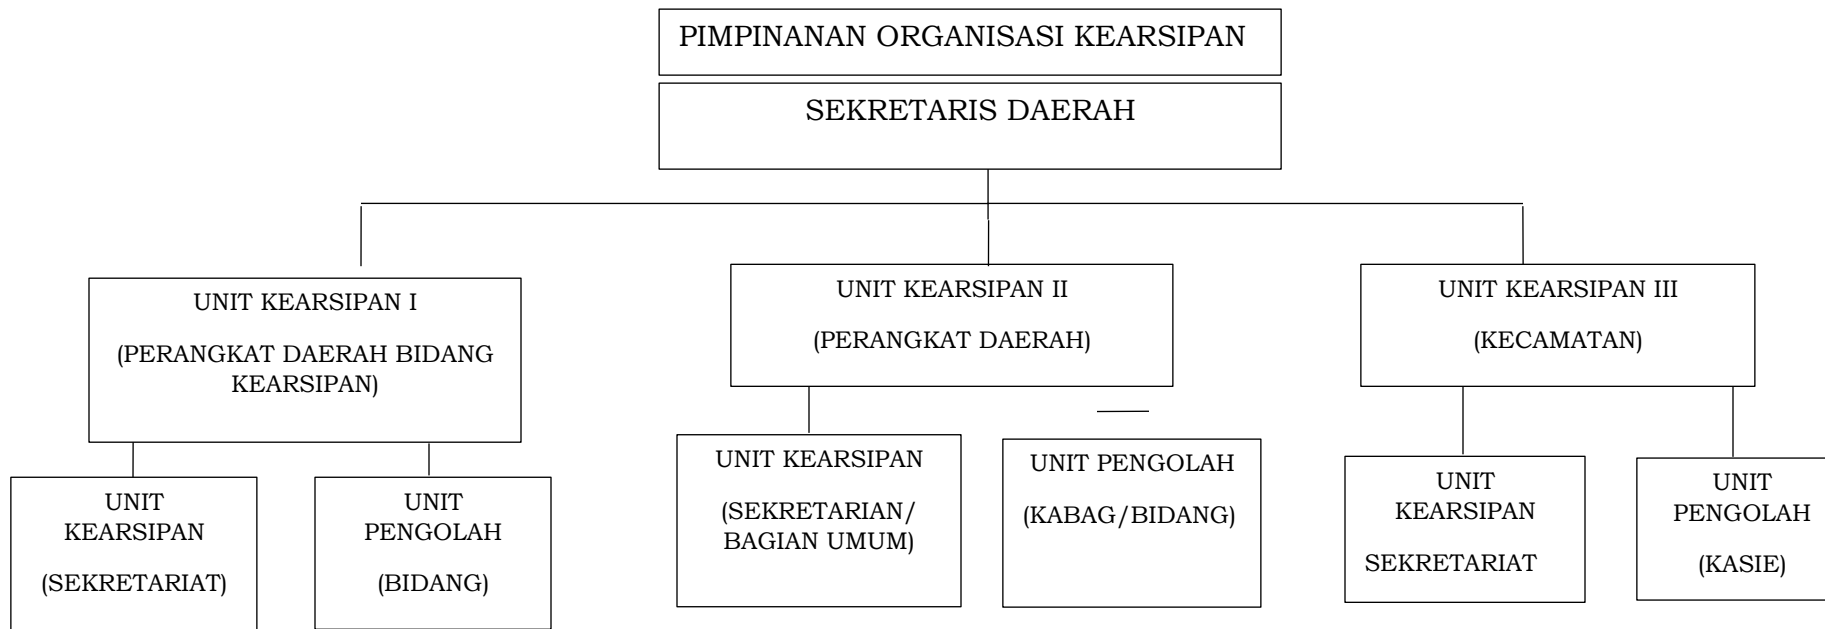 PIMPINANAN ORGANISASI KEARSIPAN
SEKRETARIS DAERAH
UNIT KEARSIPAN I
(PERANGKAT DAERAH BIDANG
KEARSIPAN)
UNIT KEARSIPAN II
(PERANGKAT DAERAH)
UNIT KEARSIPAN III
(KECAMATAN)
UNIT
KEARSIPAN
(SEKRETARIAT)
UNIT
PENGOLAH
(BIDANG)
UNIT KEARSIPAN
(SEKRETARIAN/
BAGIAN UMUM)
UNIT PENGOLAH
(KABAG/BIDANG)
UNIT
KEARSIPAN
SEKRETARIAT
UNIT
PENGOLAH
(KASIE)